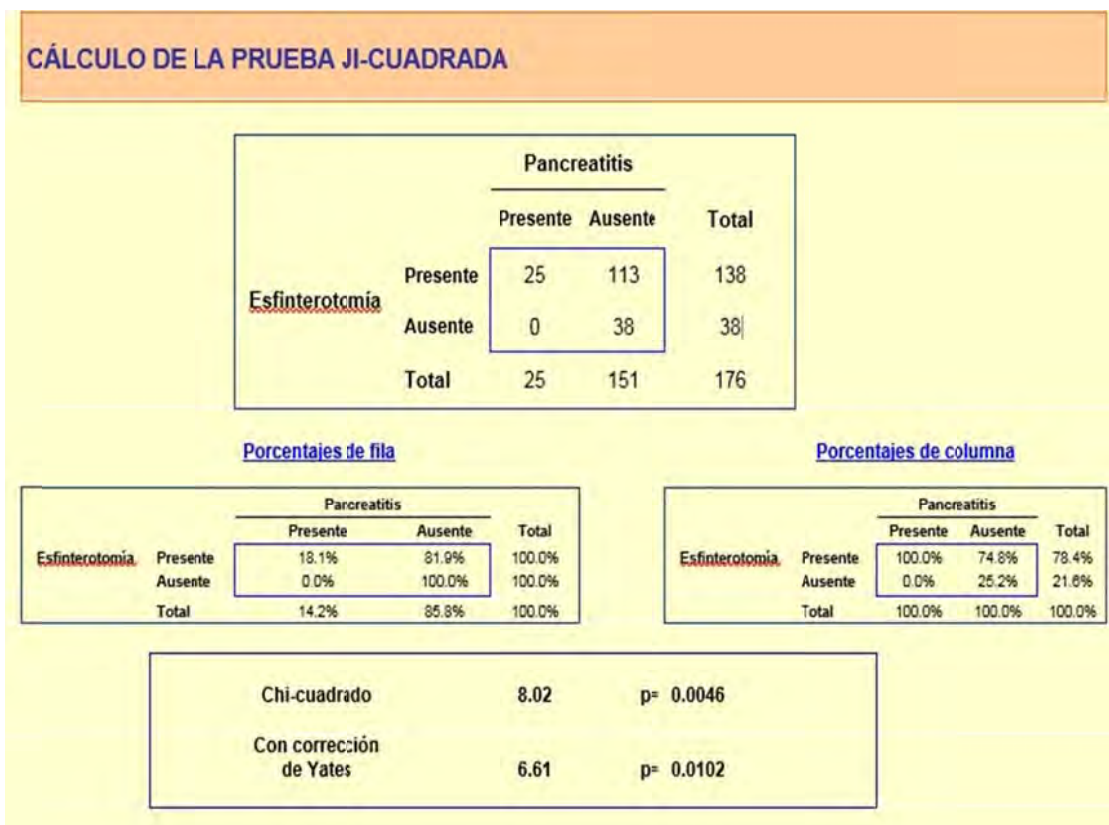 CÁLCULO DE LA PRUEBA JI-CUADRADA
Pancreatitis
Presente Ausente Total
Esfinterotomía
Presente 25 113 138
Ausente 0 38 38
Total 25 151 176
Porcentajes de fila
Pancreatitis
Presente Ausente Total
Esfinterotomía Presente 18.1% 81.9% 100.0%
Ausente 0.0% 100.0% 100.0%
Total 14.2% 85.8% 100.0%
Porcentajes de columna
Pancreatitis
Presente Ausente Total
Esfinterotomía Presente 100.0% 74.8% 78.4%
Ausente 0.0% 25.2% 21.6%
Total 100.0% 100.0% 100.0%
Chi-cuadrado 8.02 p= 0.0046
Con corrección
de Yates 6.61 p= 0.0102